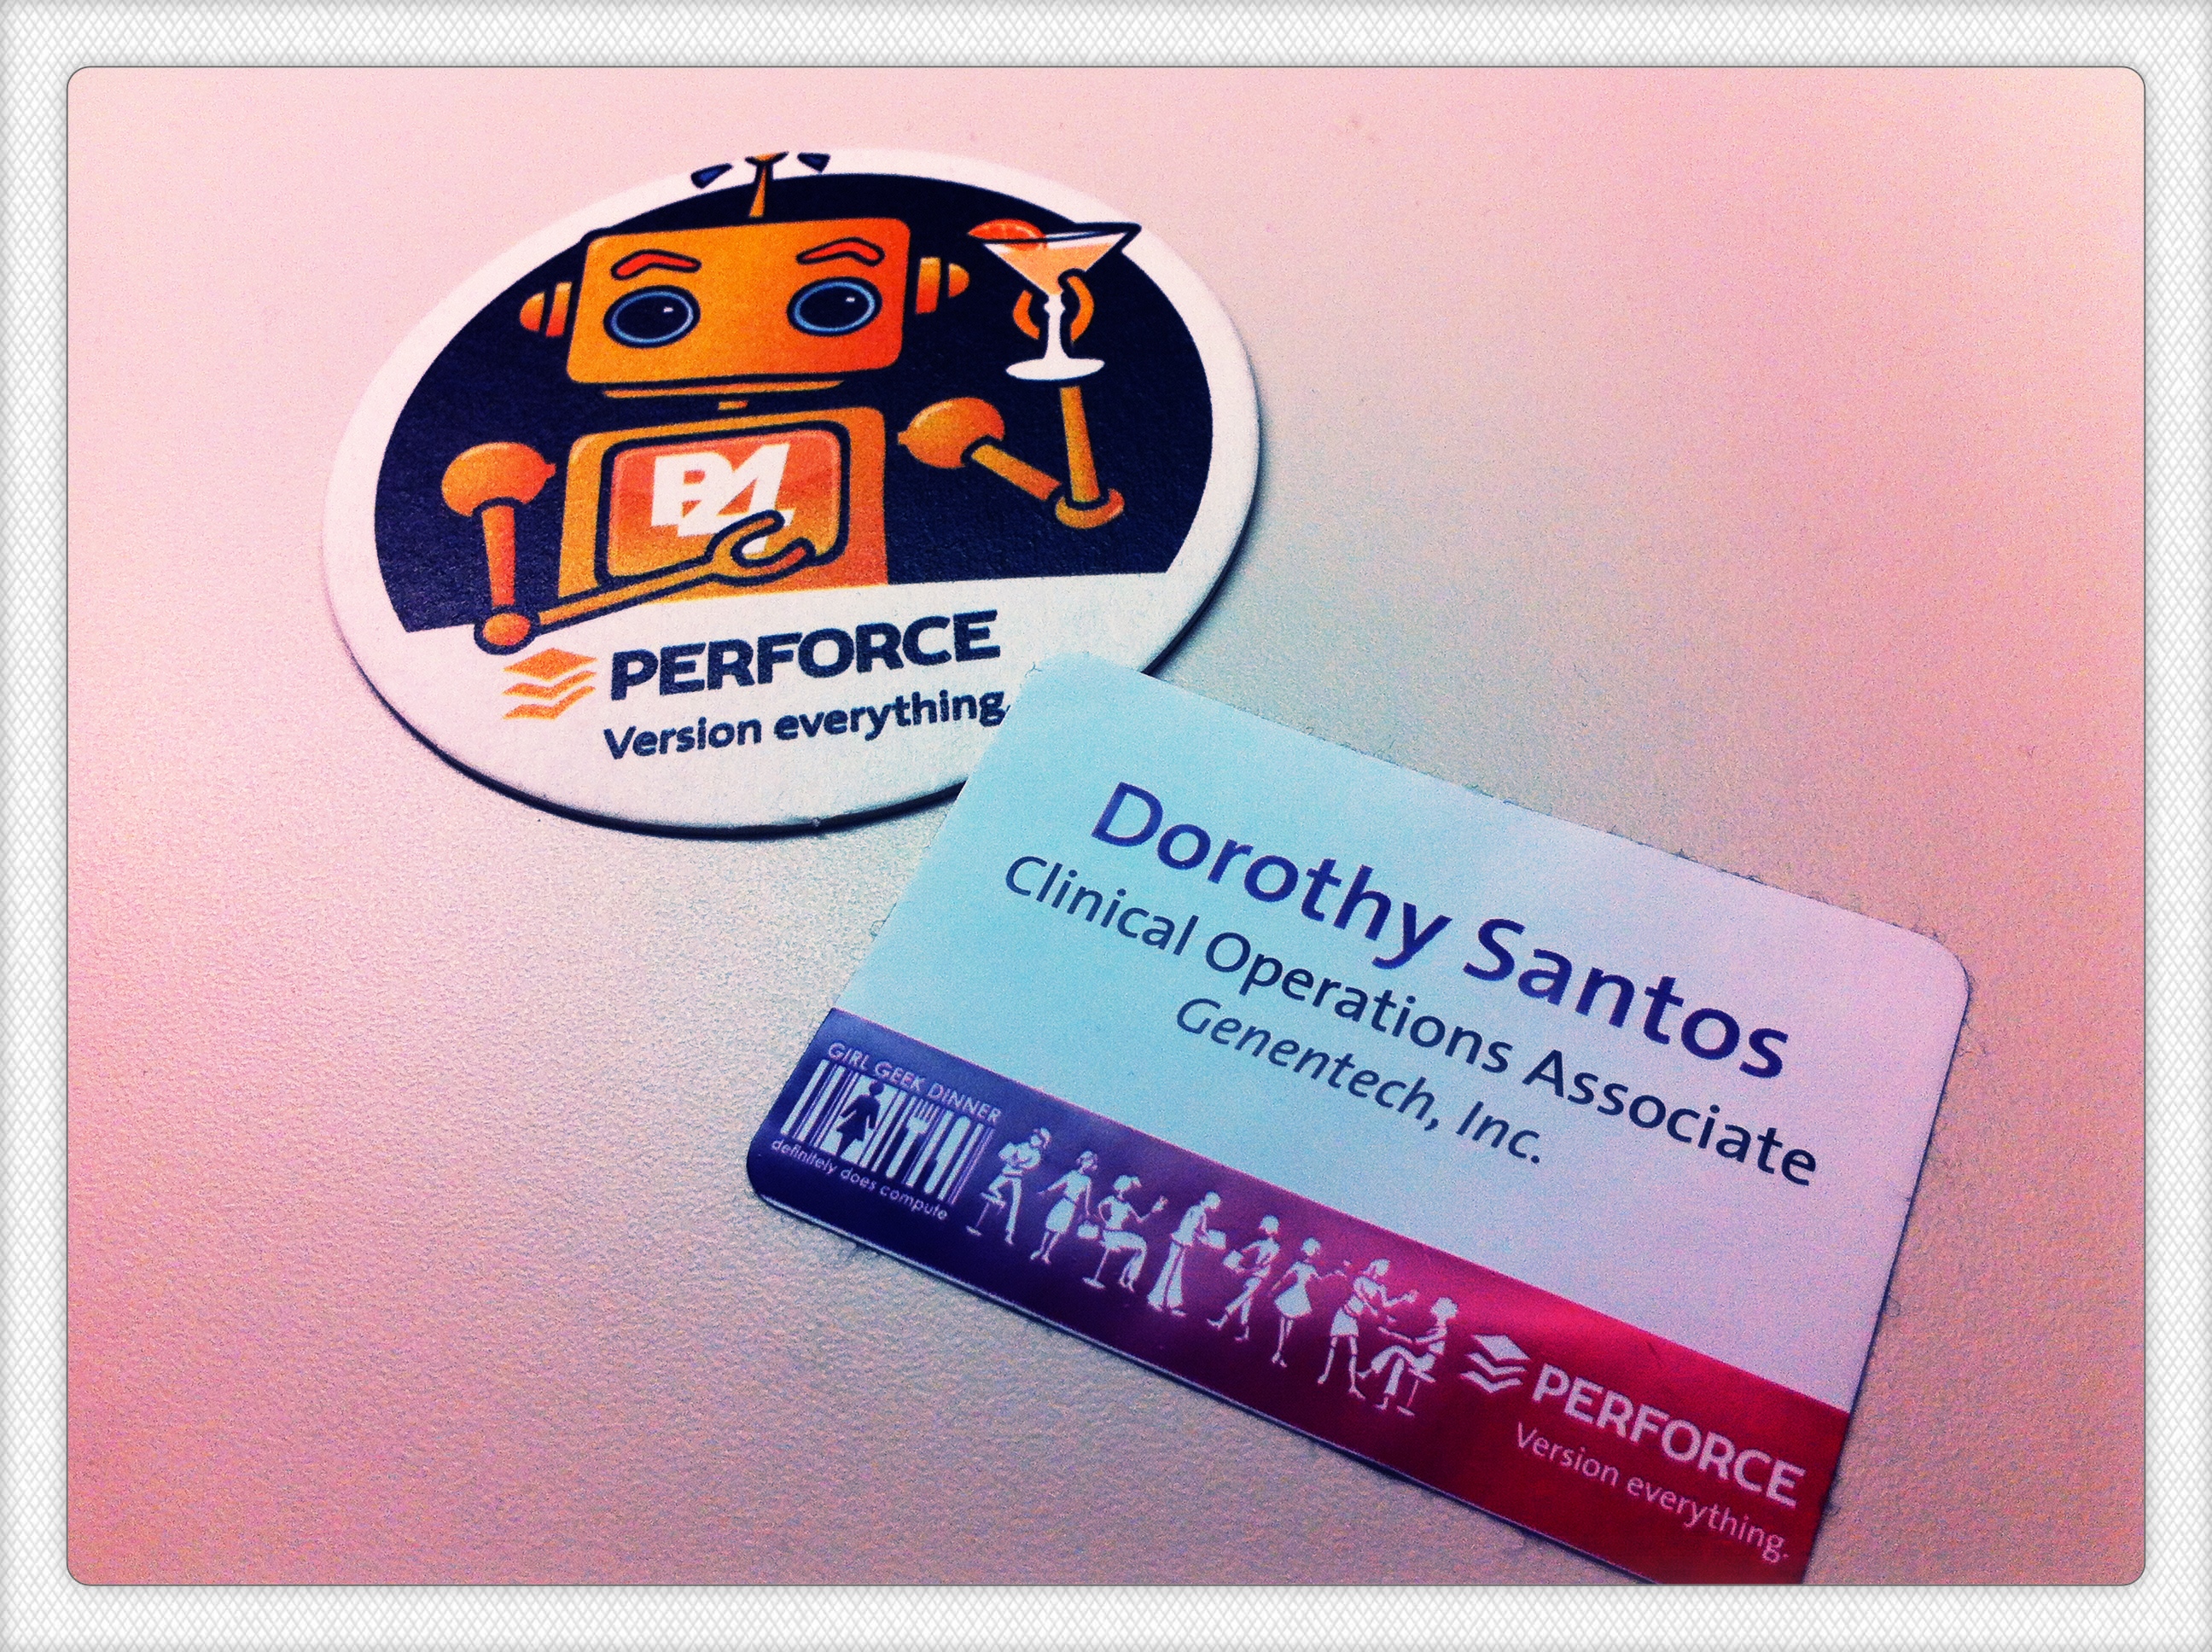 P4
PERFORCE
Version everything.
Dorothy Santos
Clinical Operations Associate
Genentech, Inc.
GIRL GEEK DINNER
definitely does compute
PERFORCE
Version everything.